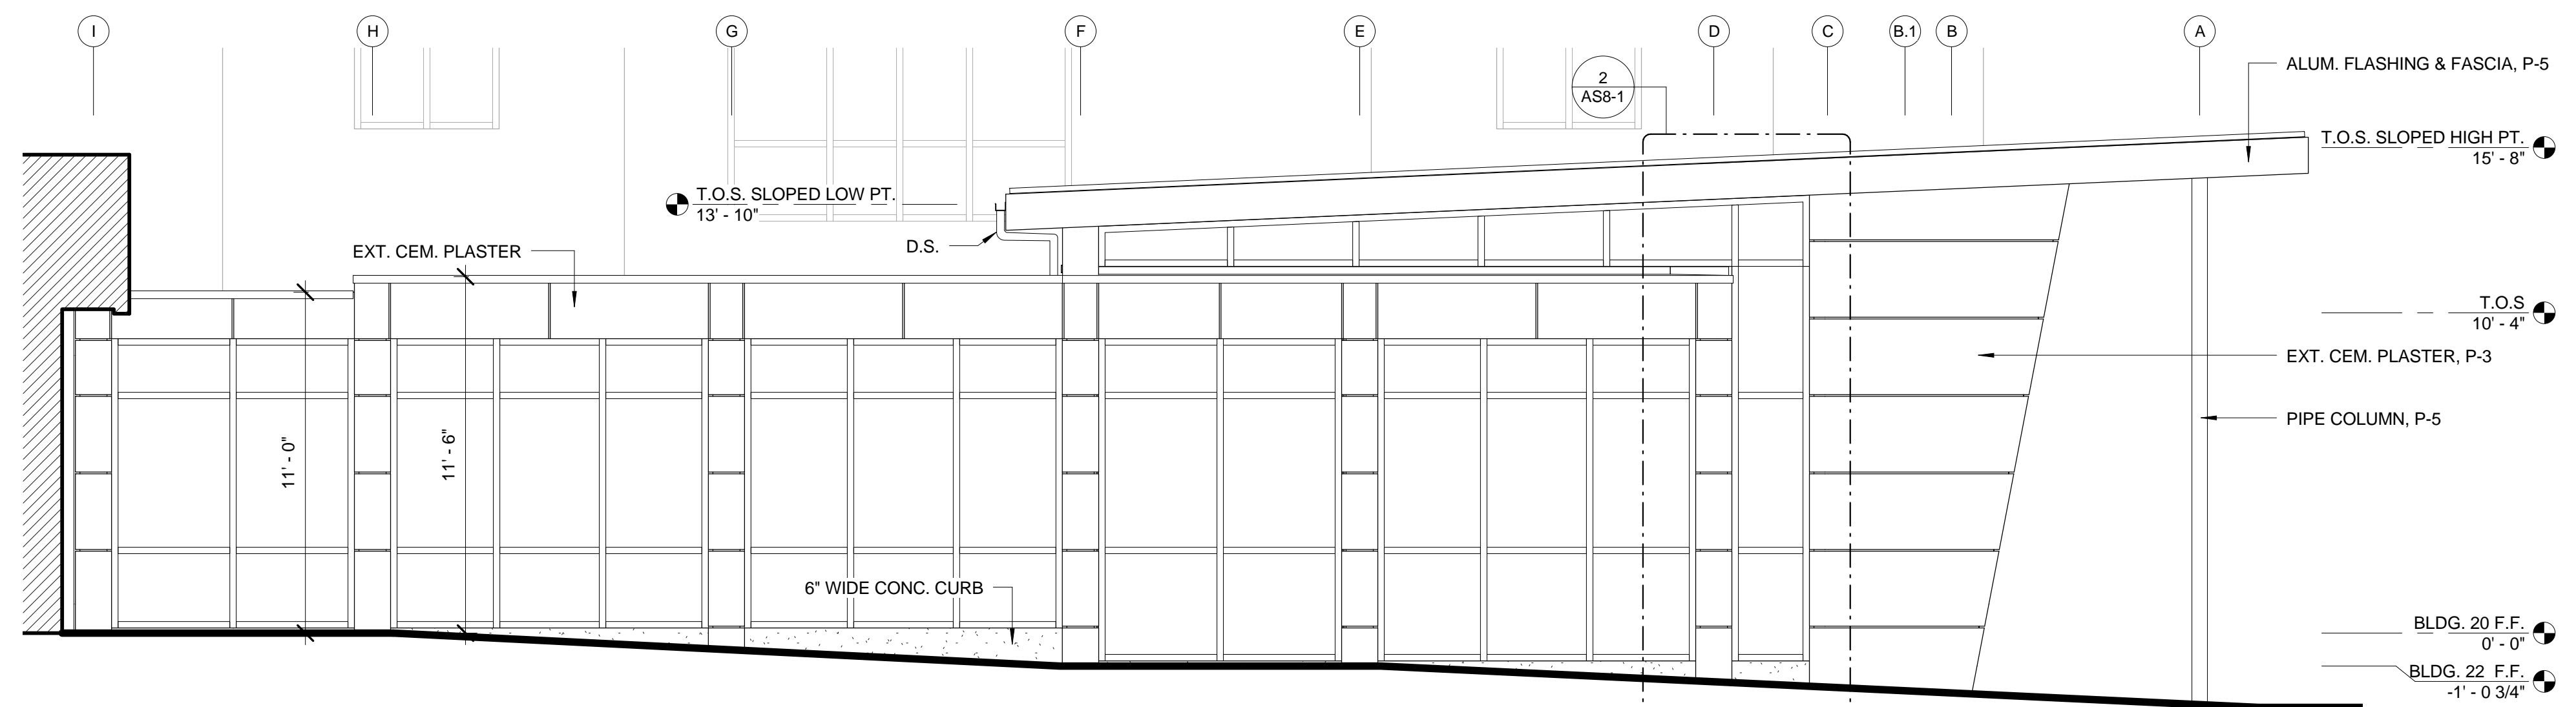 I
H
G
F
E
D
C
B.1
B
A
2
AS8-1
ALUM. FLASHING & FASCIA, P-5
T.O.S. SLOPED HIGH PT.
15' - 8"
T.O.S. SLOPED LOW PT.
13' - 10"
D.S.
EXT. CEM. PLASTER
T.O.S
10' - 4"
EXT. CEM. PLASTER, P-3
PIPE COLUMN, P-5
11' - 0"
11' - 6"
6" WIDE CONC. CURB
BLDG. 20 F.F.
0' - 0"
BLDG. 22 F.F.
-1' - 0 3/4"